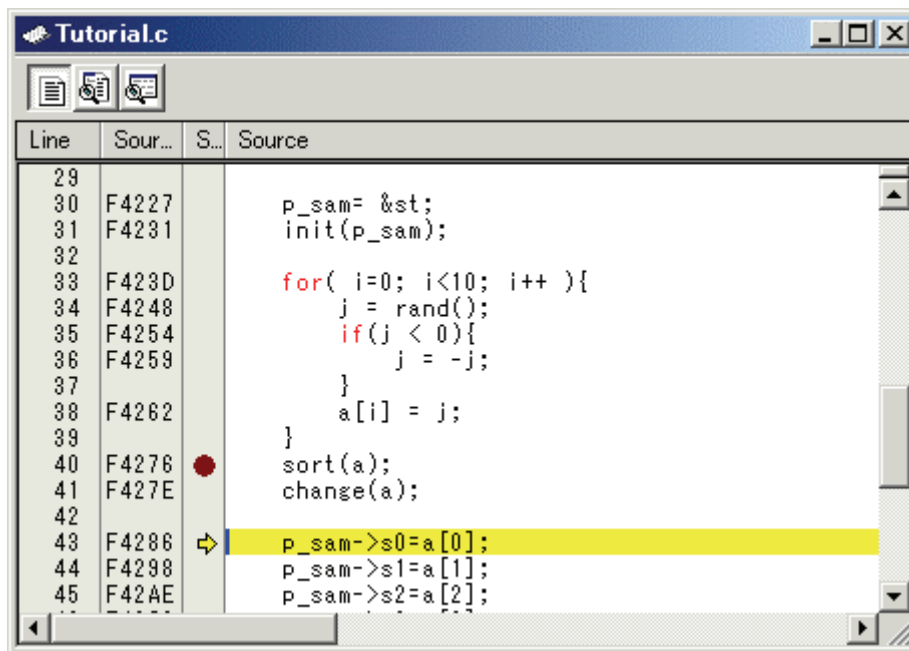 Tutorial.c
Line Sour... S... Source
29
30 F4227 p_sam= &st;
31 F4231 init(p_sam);
32
33 F423D for( i=0; i<10; i++ ){
34 F4248 j = rand();
35 F4254 if(j < 0){
36 F4259 j = -j;
37 }
38 F4262 a[i] = j;
39 }
40 F4276 sort(a);
41 F427E change(a);
42
43 F4286 p_sam->s0=a[0];
44 F4298 p_sam->s1=a[1];
45 F42AE p_sam->s2=a[2];